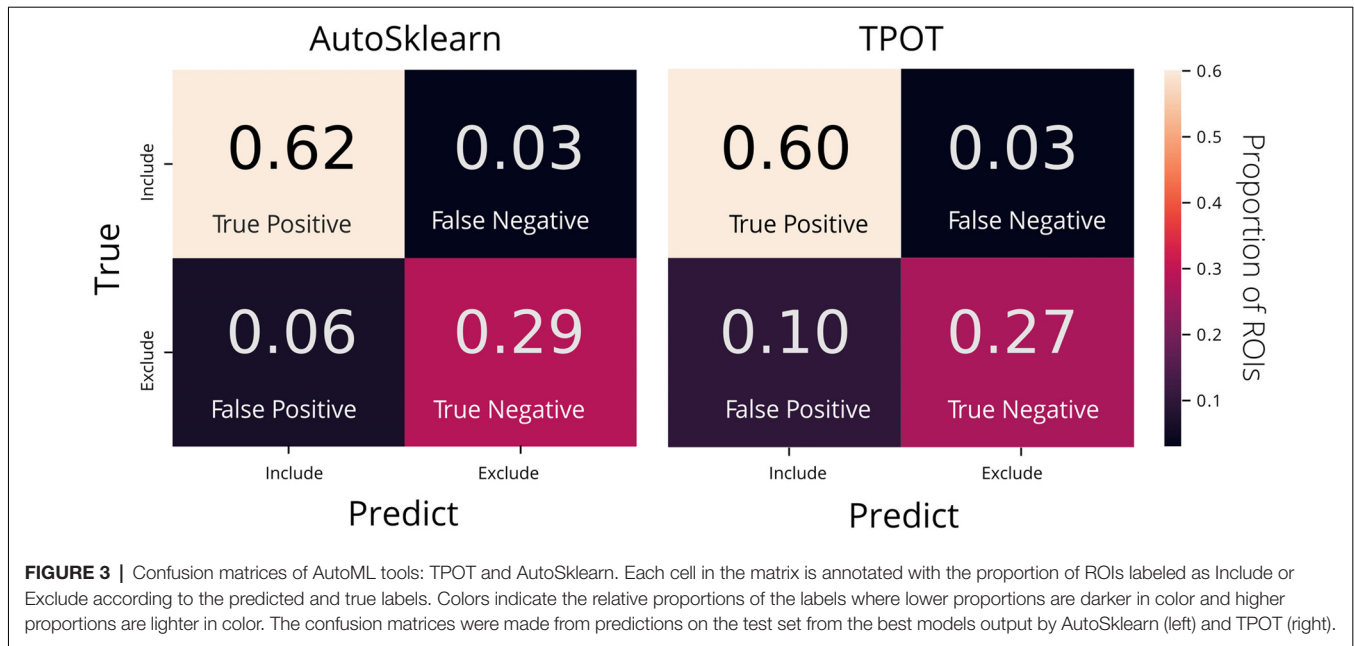 AutoSklearn
TPOT
0.62
0.03
True Positive
False Negative
0.06
0.29
False Positive
True Negative
0.60
0.03
True Positive
False Negative
0.10
0.27
False Positive
True Negative
True
Include
Exclude
Include
Exclude
Predict
Include
Exclude
Predict
0.6
0.5
0.4
0.3
0.2
0.1
Proportion of ROIs
FIGURE 3 | Confusion matrices of AutoML tools: TPOT and AutoSklearn. Each cell in the matrix is annotated with the proportion of ROIs labeled as Include or
Exclude according to the predicted and true labels. Colors indicate the relative proportions of the labels where lower proportions are darker in color and higher
proportions are lighter in color. The confusion matrices were made from predictions on the test set from the best models output by AutoSklearn (left) and TPOT (right).